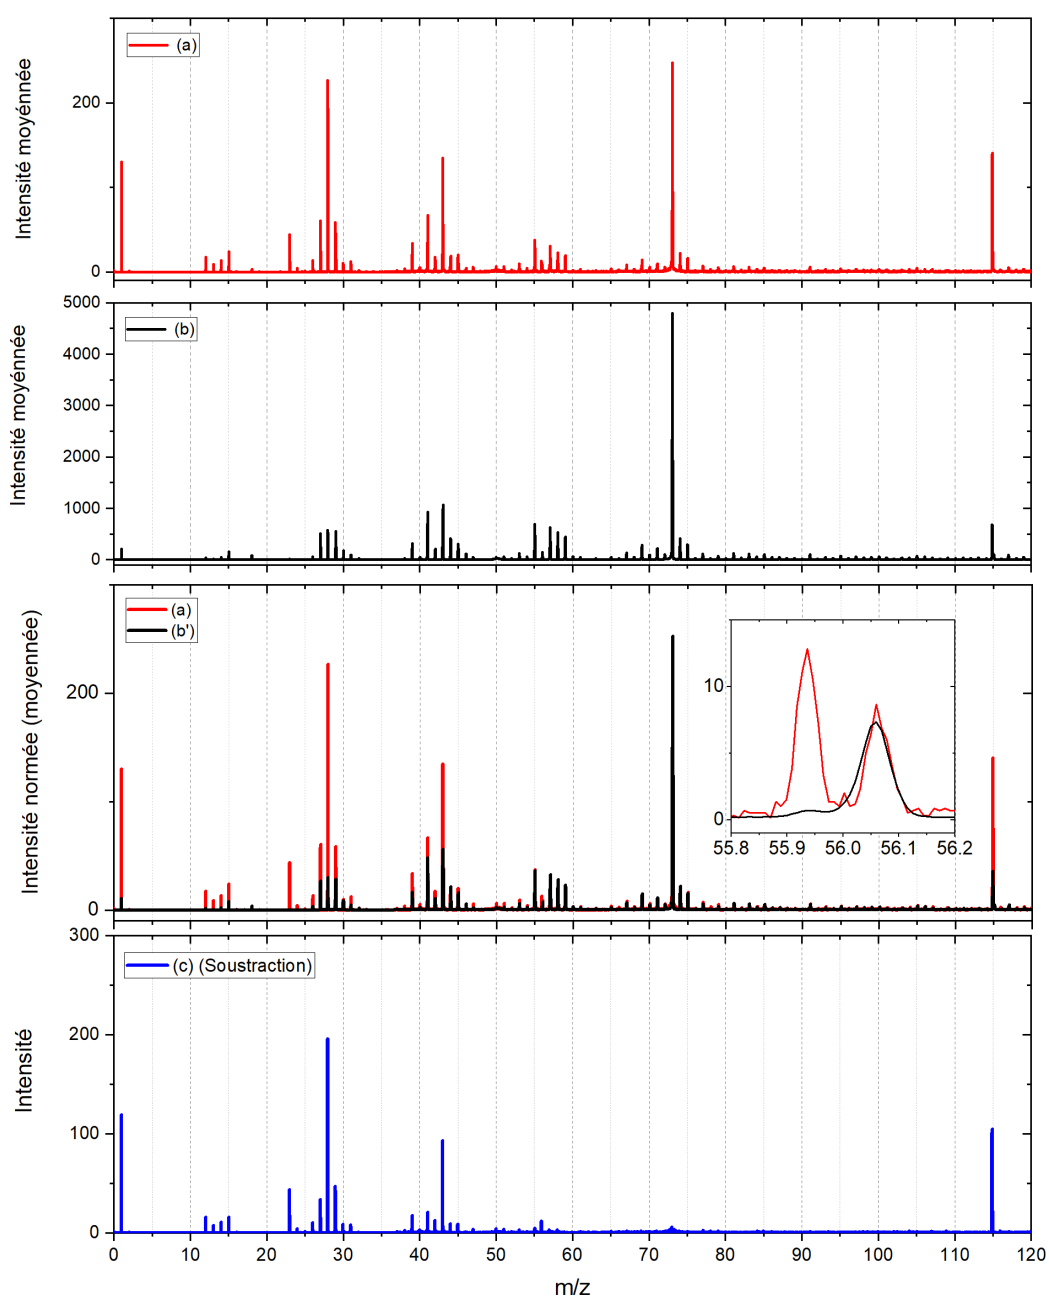 (a)
200
0
Intensité moyénnée
(b)
5000
4000
3000
2000
1000
0
Intensité moyénnée
(a)
(b')
200
0
Intensité normée (moyennée)
10
0
55.8 55.9 56.0 56.1 56.2
(c) (Soustraction)
300
200
100
0
Intensité
0 10 20 30 40 50 60 70 80 90 100 110 120
m/z